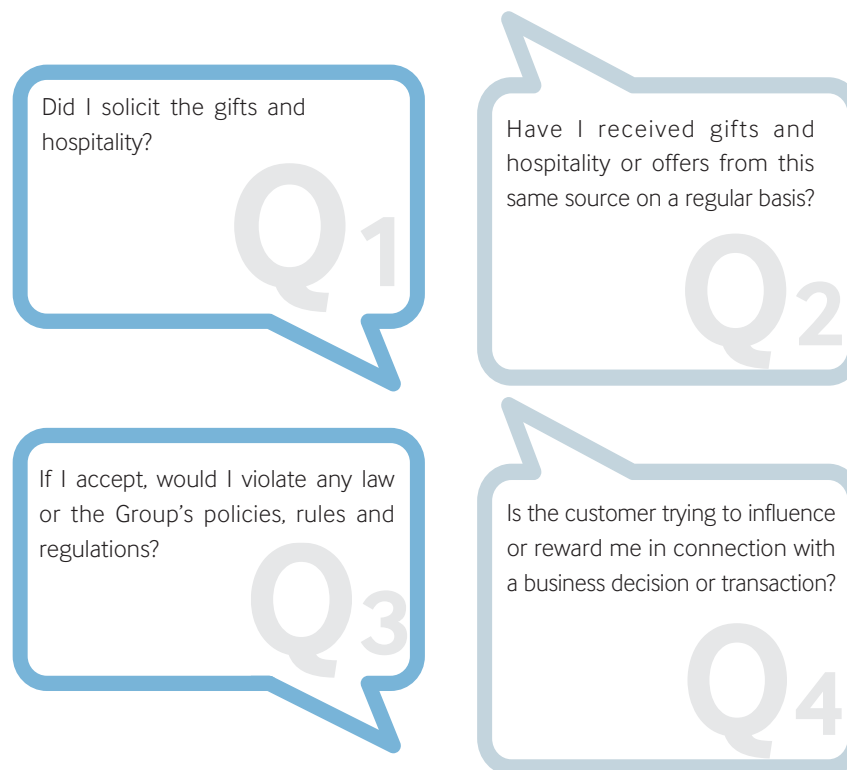 Did I solicit the gifts and
hospitality?
Q1
Have I received gifts and
hospitality or offers from this
same source on a regular basis?
Q2
If I accept, would I violate any law
or the Group’s policies, rules and
regulations?
Q3
Is the customer trying to influence
or reward me in connection with
a business decision or transaction?
Q4